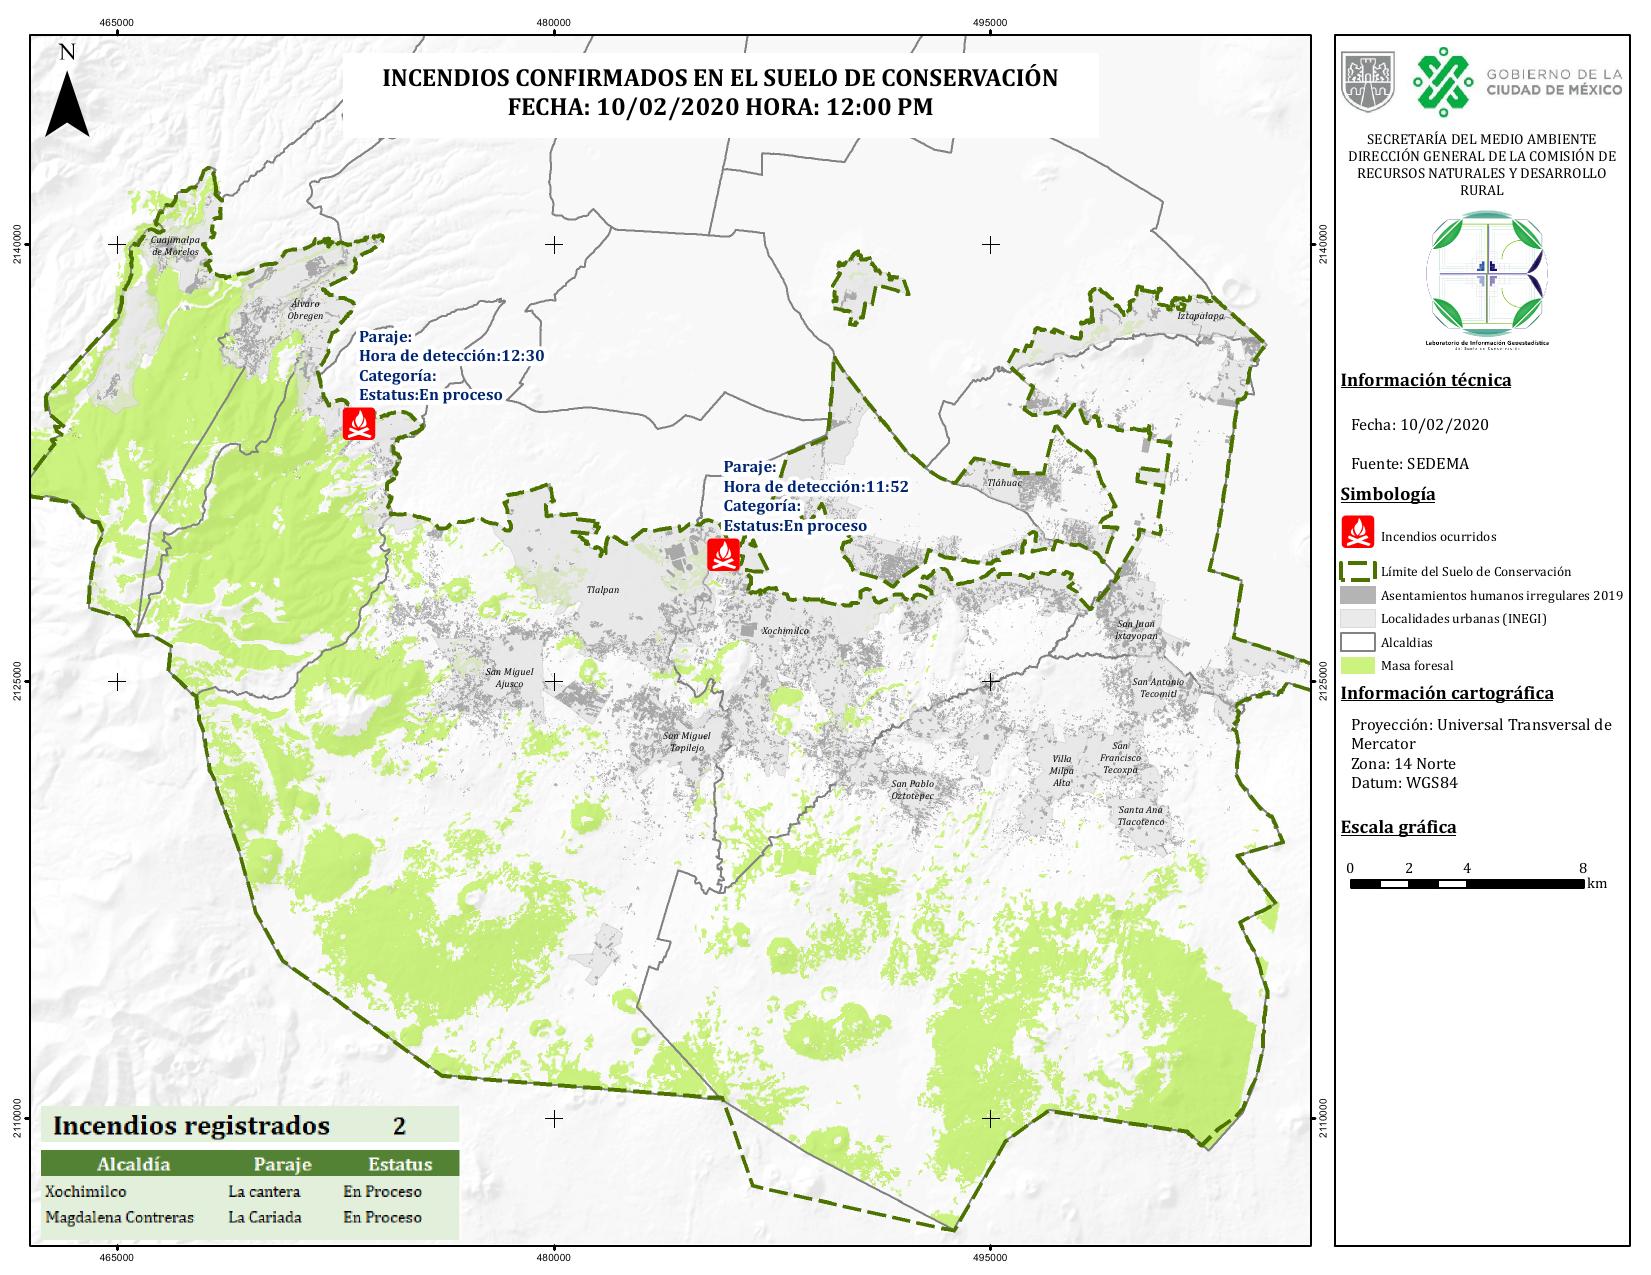 465000
480000
495000
N
INCENDIOS CONFIRMADOS EN EL SUELO DE CONSERVACIÓN
FECHA: 10/02/2020 HORA: 12:00 PM
2140000
2140000
Cuajimalpa
de Morelos
Álvaro
Obregen
Iztapalapa
Paraje:
Hora de detección:12:30
Categoría:
Estatus:En proceso
Paraje:
Hora de detección:11:52
Categoría:
Estatus:En proceso
Tláhuac
Tlalpan
Xochimilco
San Juan
Ixtayopan
San Miguel
Ajusco
San Antonio
Tecomitl
2125000
2125000
San Miguel
Topilejo
Villa
Milpa
Alta
San
Francisco
Tecoxpa
San Pablo
Oztotepec
Santa Ana
Tlacotenco
2110000
2110000
Incendios registrados 2
Alcaldía Paraje Estatus
Xochimilco La cantera En Proceso
Magdalena Contreras La Cariada En Proceso
465000
480000
495000
GOBIERNO DE LA
CIUDAD DE MÉXICO
SECRETARÍA DEL MEDIO AMBIENTE
DIRECCIÓN GENERAL DE LA COMISIÓN DE
RECURSOS NATURALES Y DESARROLLO
RURAL
Laboratorio de Información Geoestadística
Información técnica
Fecha: 10/02/2020
Fuente: SEDEMA
Simbología
Incendios ocurridos
Límite del Suelo de Conservación
Asentamientos humanos irregulares 2019
Localidades urbanas (INEGI)
Alcaldias
Masa foresal
Información cartográfica
Proyección: Universal Transversal de
Mercator
Zona: 14 Norte
Datum: WGS84
Escala gráfica
0 2 4 8
km